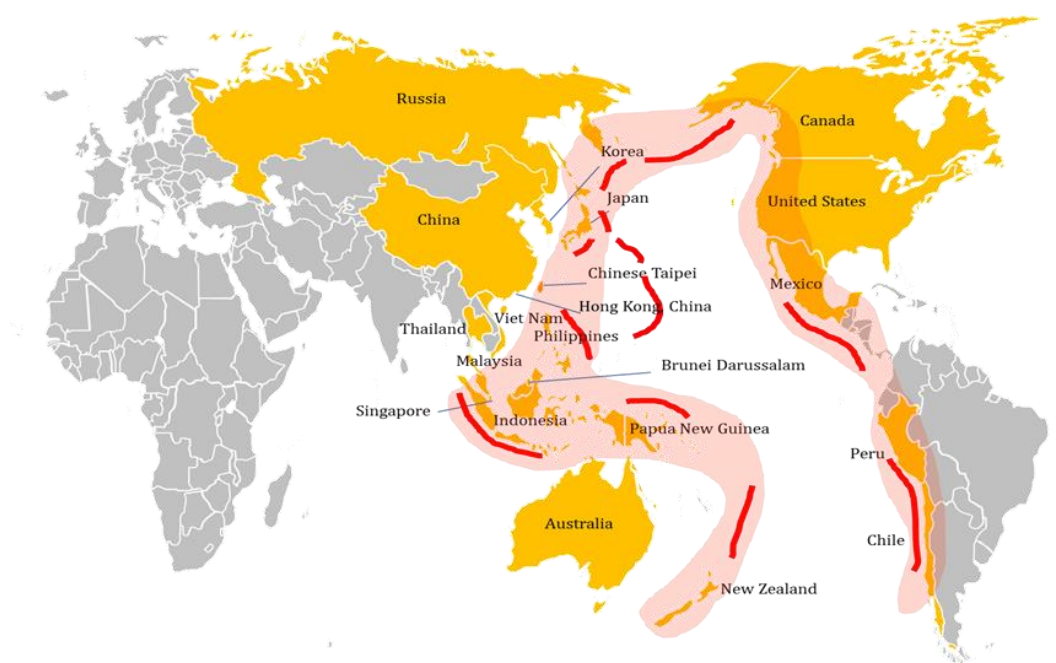 Russia
Canada
Korea
Japan
United States
China
Chinese Taipei
Mexico
Hong Kong, China
Viet Nam
Thailand
Philippines
Malaysia
Brunei Darussalam
Singapore
Indonesia
Papua New Guinea
Peru
Australia
Chile
New Zealand